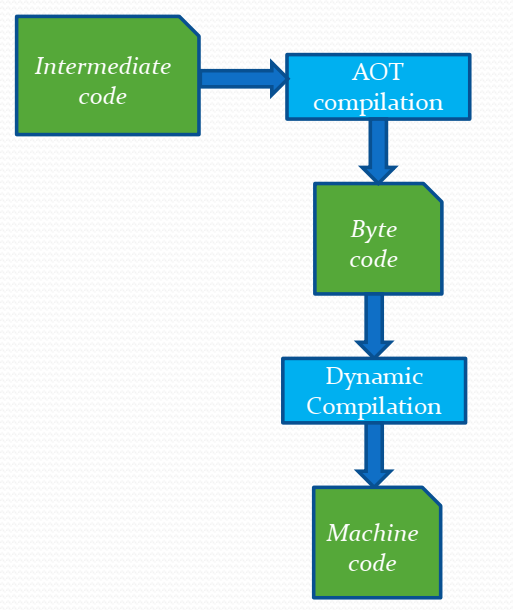 Intermediate
code
AOT
compilation
Byte
code
Dynamic
Compilation
Machine
code